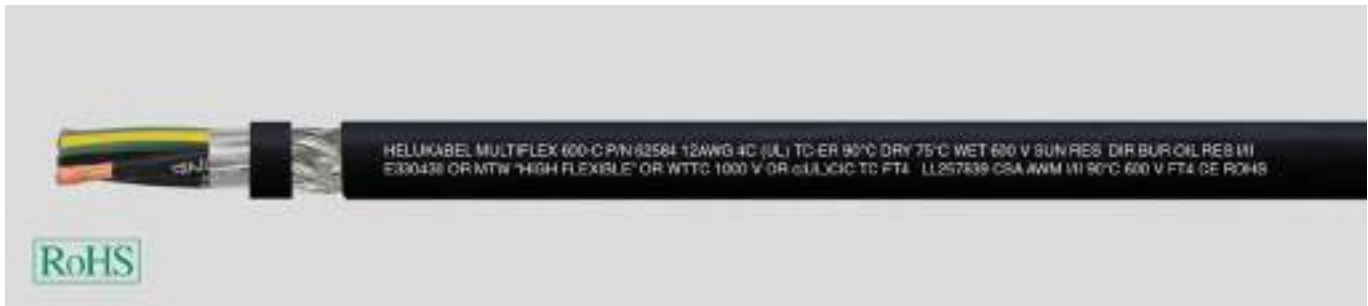 HELUKABEL MULTIFLEX 600-C P/N 62584 12AWG 4C (UL) TC-ER 90°C DRY 75°C WET 600 V SUN RES DIR BUR OIL RES I/II
E330438 OR MTW "HIGH FLEXIBLE" OR WTTC 1000 V OR c(UL) CIC TC FT4 LL257839 CSA AWM I/II 90°C 600 V FT4 CE ROHS
RoHS